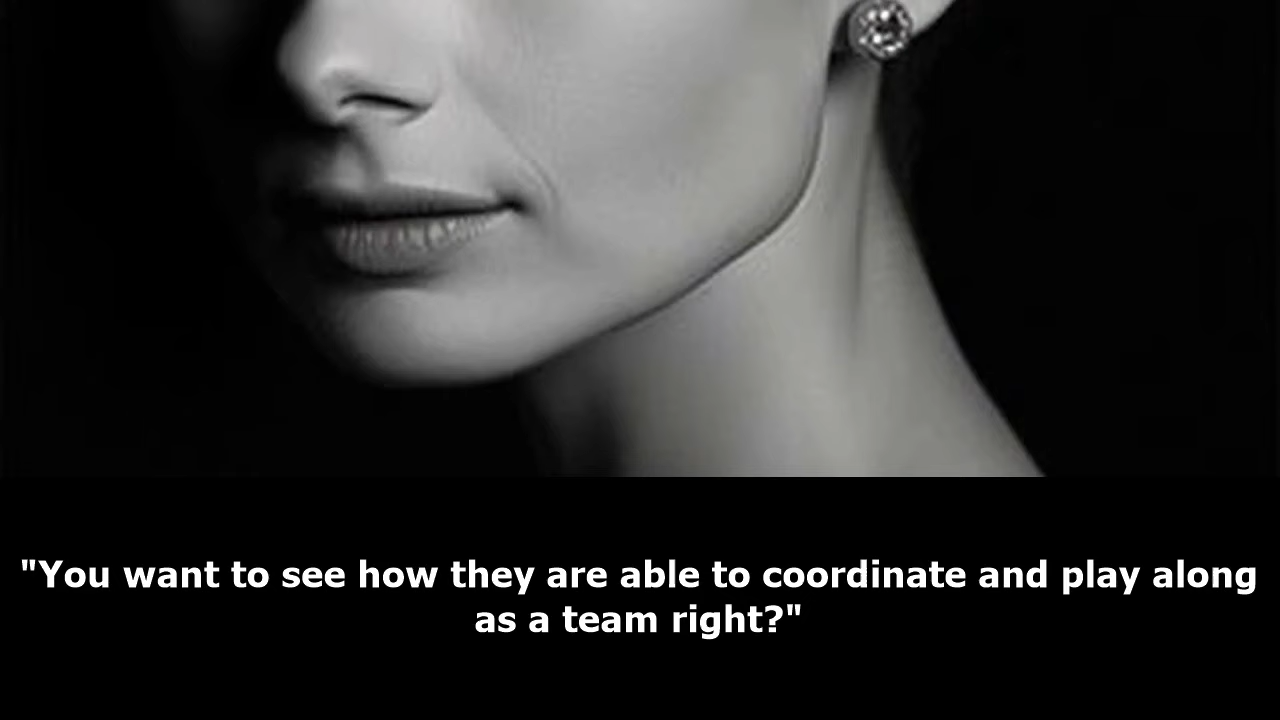 "You want to see how they are able to coordinate and play along
as a team right?"